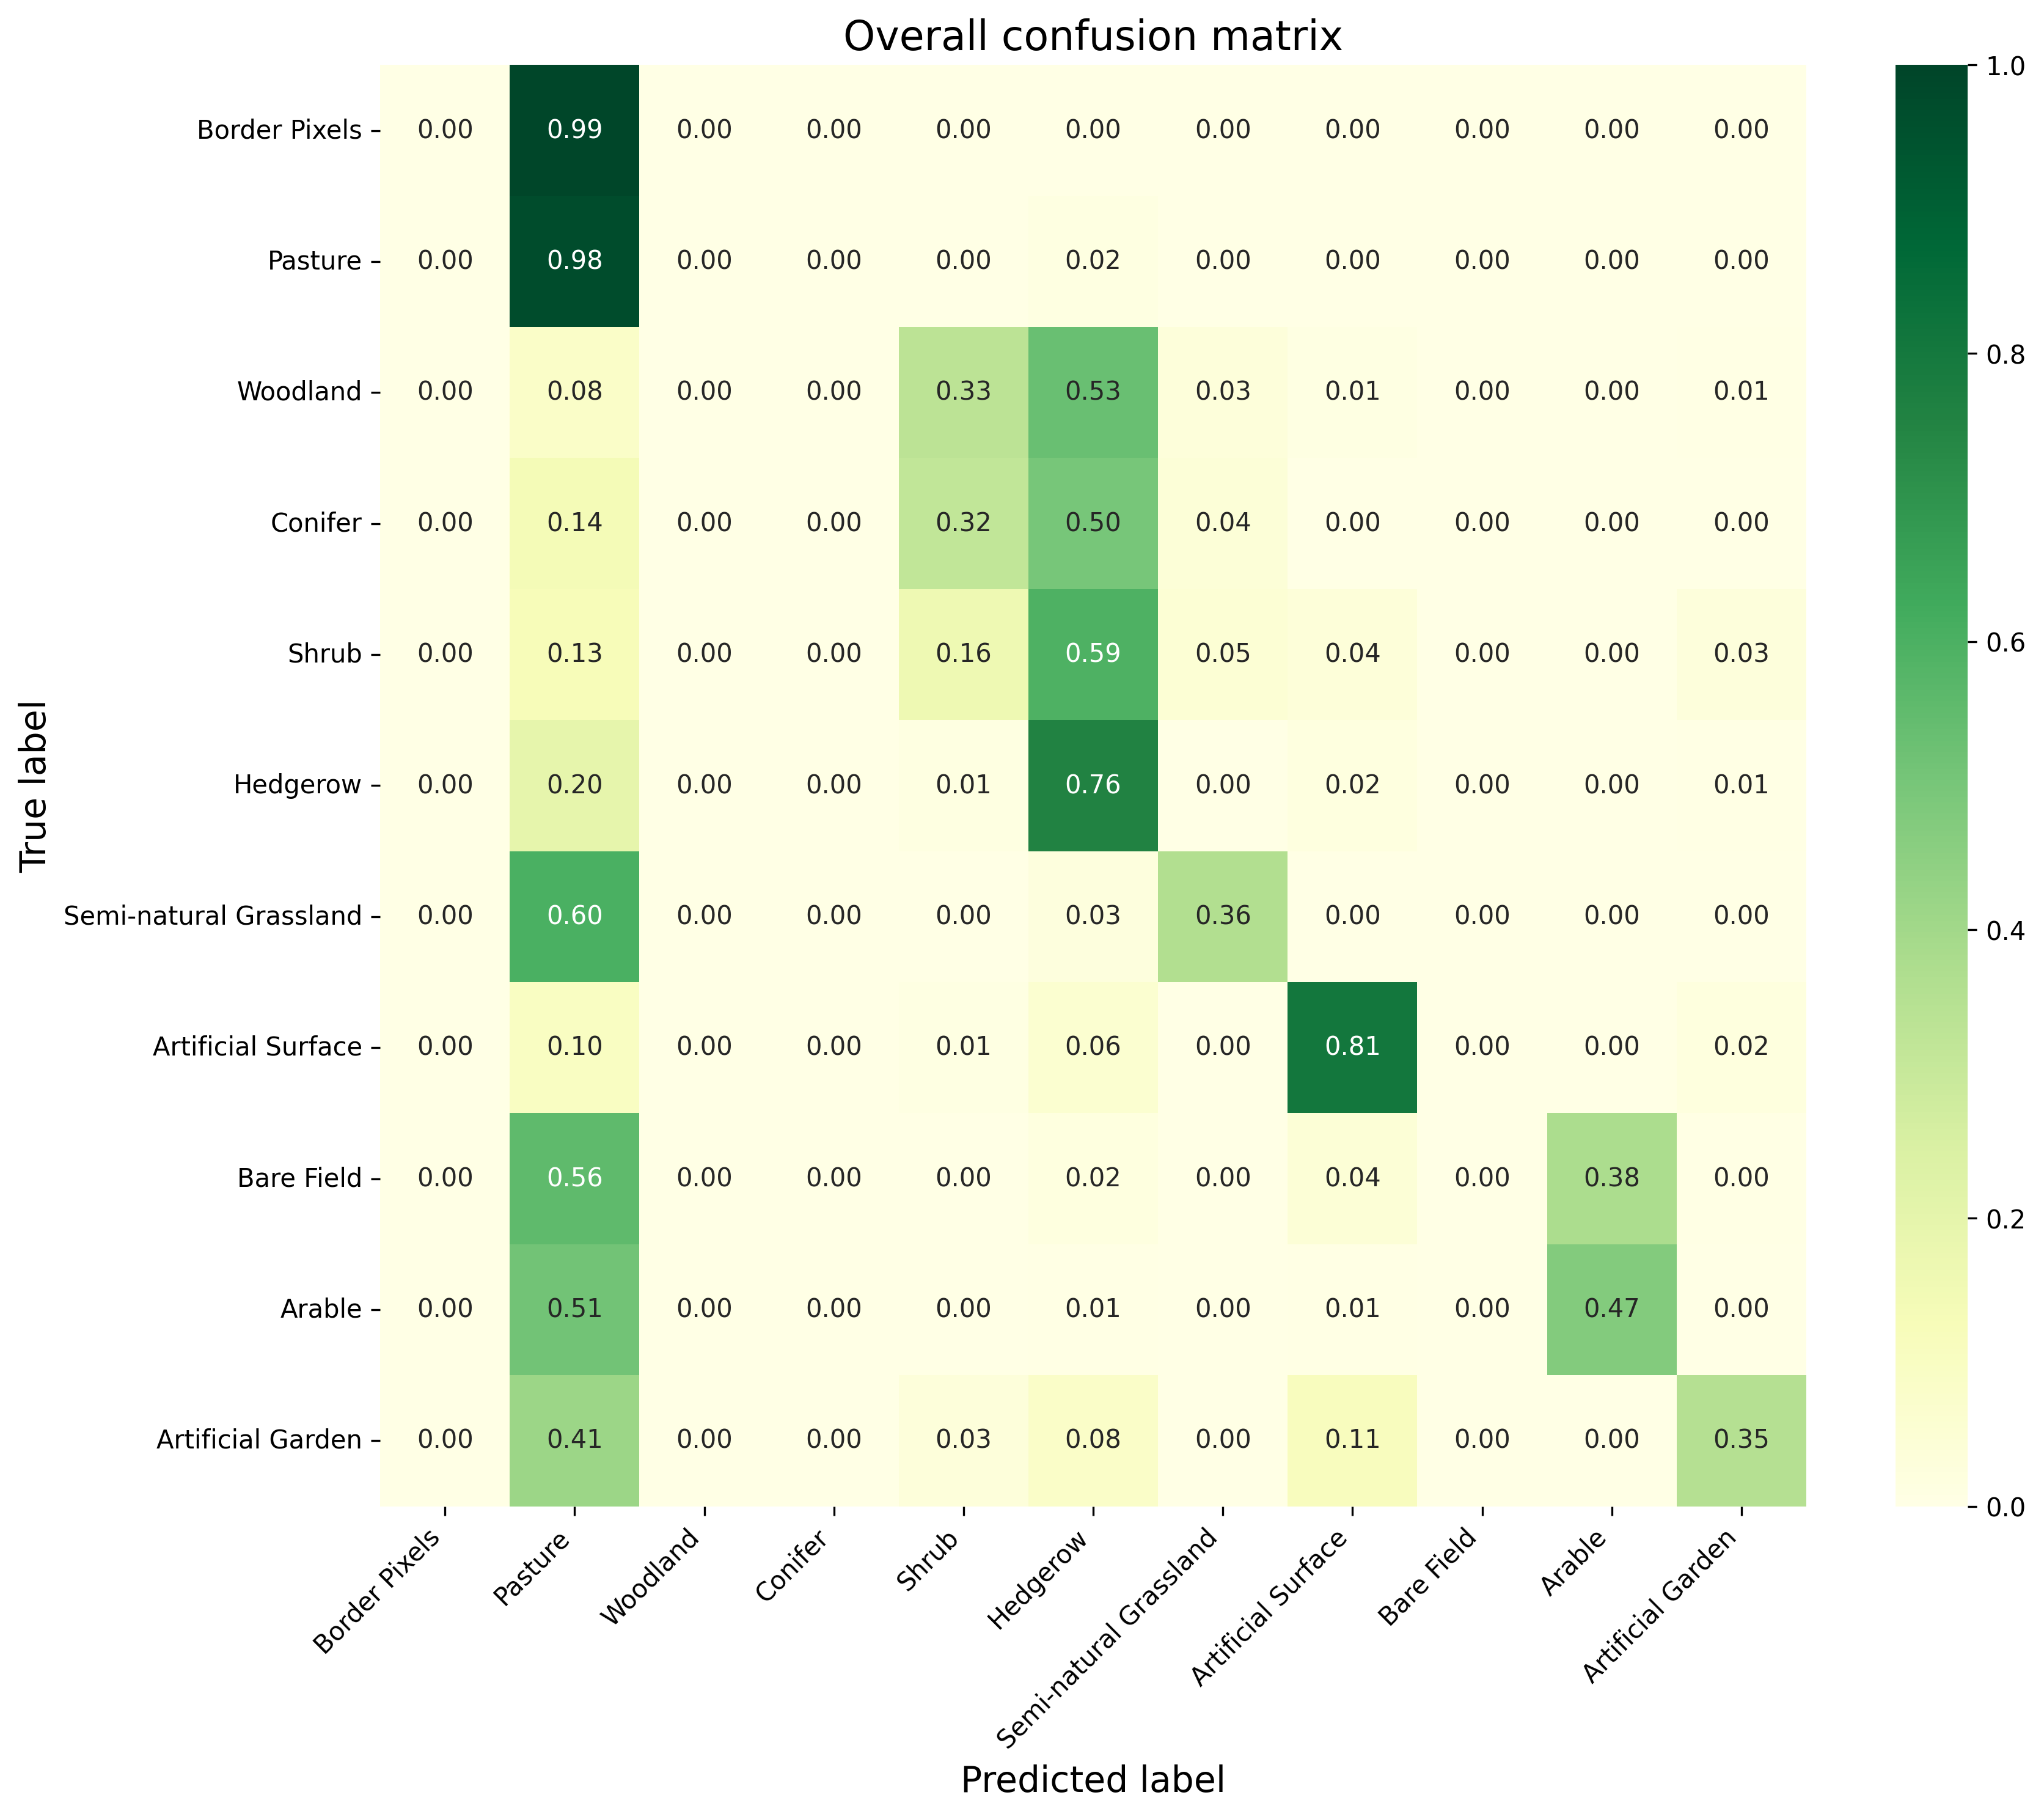 Overall confusion matrix
True label
Border Pixels 0.00 0.99 0.00 0.00 0.00 0.00 0.00 0.00 0.00 0.00 0.00
Pasture 0.00 0.98 0.00 0.00 0.00 0.02 0.00 0.00 0.00 0.00 0.00
Woodland 0.00 0.08 0.00 0.00 0.33 0.53 0.03 0.01 0.00 0.00 0.01
Conifer 0.00 0.14 0.00 0.00 0.32 0.50 0.04 0.00 0.00 0.00 0.00
Shrub 0.00 0.13 0.00 0.00 0.16 0.59 0.05 0.04 0.00 0.00 0.03
Hedgerow 0.00 0.20 0.00 0.00 0.01 0.76 0.00 0.02 0.00 0.00 0.01
Semi-natural Grassland 0.00 0.60 0.00 0.00 0.00 0.03 0.36 0.00 0.00 0.00 0.00
Artificial Surface 0.00 0.10 0.00 0.00 0.01 0.06 0.00 0.81 0.00 0.00 0.02
Bare Field 0.00 0.56 0.00 0.00 0.00 0.02 0.00 0.04 0.00 0.38 0.00
Arable 0.00 0.51 0.00 0.00 0.00 0.01 0.00 0.01 0.00 0.47 0.00
Artificial Garden 0.00 0.41 0.00 0.00 0.03 0.08 0.00 0.11 0.00 0.00 0.35
Border Pixels
Pasture
Woodland
Conifer
Shrub
Hedgerow
Semi-natural Grassland
Artificial Surface
Bare Field
Arable
Artificial Garden
Predicted label
1.0
0.8
0.6
0.4
0.2
0.0